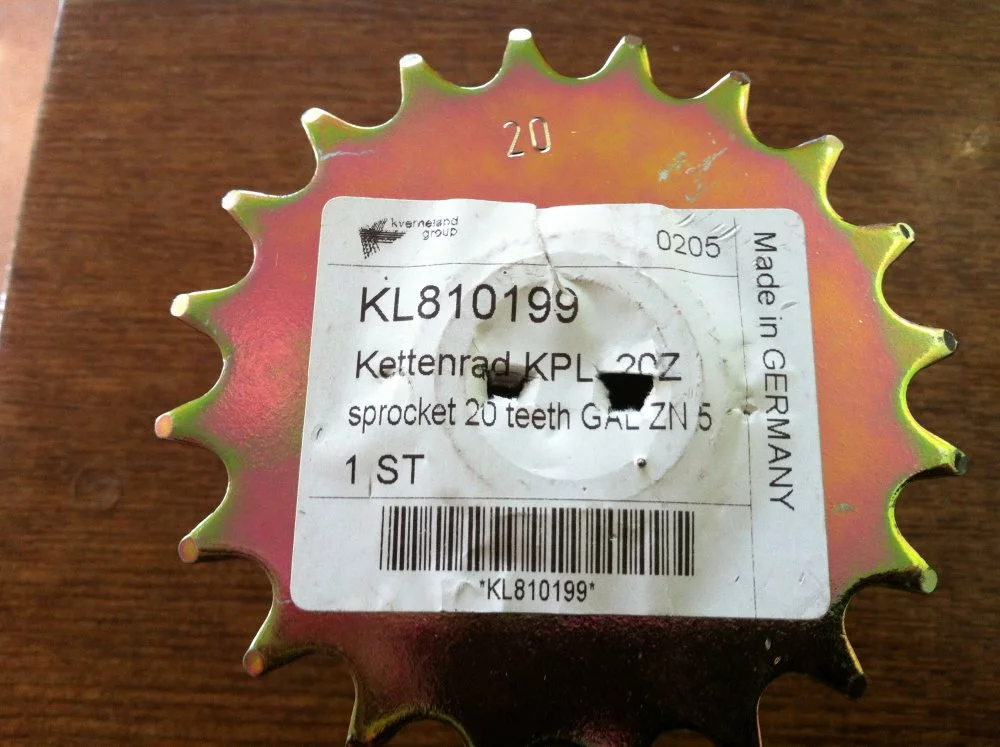 20
kverneland
group
0205
KL810199
Kettenrad KPL 20Z
sprocket 20 teeth GAL ZN 5
1 ST
*KL810199*
Made in GERMANY